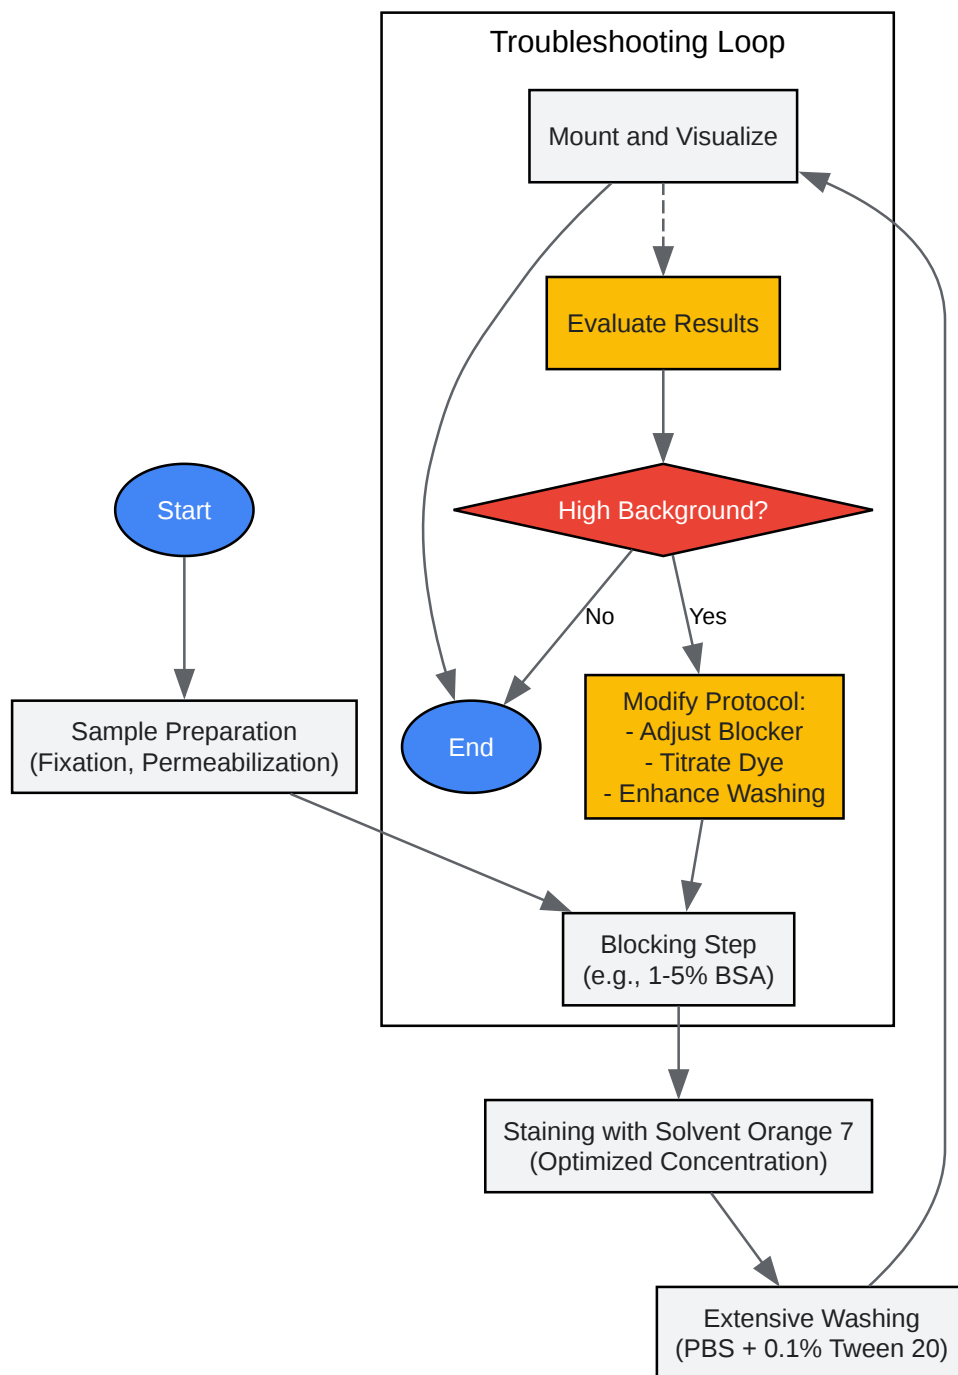 Troubleshooting Loop
Mount and Visualize
Evaluate Results
High Background?
Start
No
Yes
Sample Preparation
(Fixation, Permeabilization)
End
Modify Protocol:
- Adjust Blocker
- Titrate Dye
- Enhance Washing
Blocking Step
(e.g., 1-5% BSA)
Staining with Solvent Orange 7
(Optimized Concentration)
Extensive Washing
(PBS + 0.1% Tween 20)